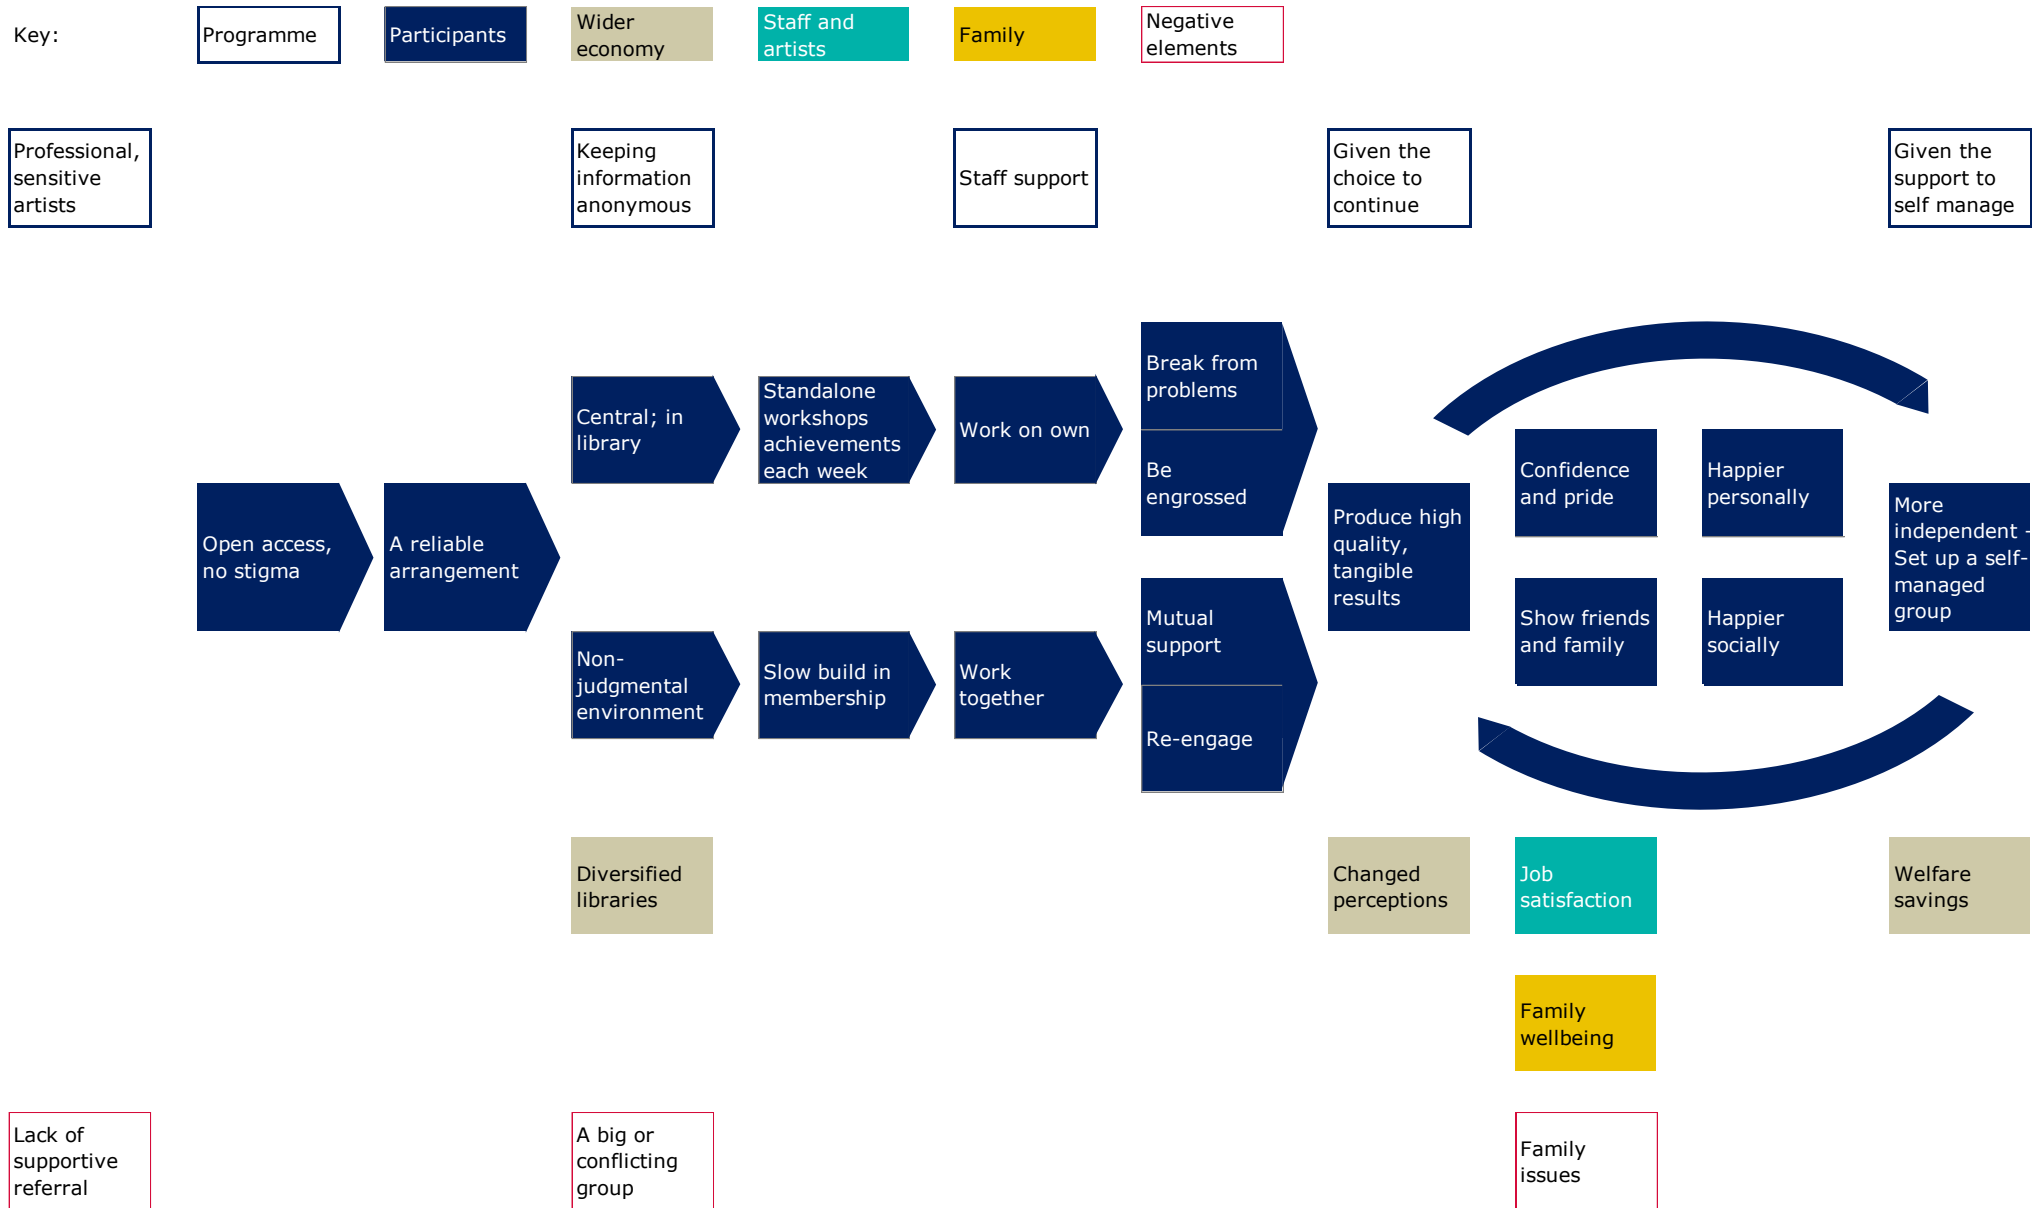 Key:
Programme
Participants
Wider
economy
Staff and
artists
Family
Negative
elements
Professional,
sensitive
artists
Keeping
information
anonymous
Staff support
Given the
choice to
continue
Given the
support to
self manage
Open access,
no stigma
A reliable
arrangement
Central; in
library
Standalone
workshops
achievements
each week
Work on own
Break from
problems
Be
engrossed
Non-
judgmental
environment
Slow build in
membership
Work
together
Mutual
support
Re-engage
Produce high
quality,
tangible
results
Confidence
and pride
Happier
personally
Show friends
and family
Happier
socially
More
independent -
Set up a self-
managed
group
Diversified
libraries
Changed
perceptions
Job
satisfaction
Welfare
savings
Family
wellbeing
Lack of
supportive
referral
A big or
conflicting
group
Family
issues